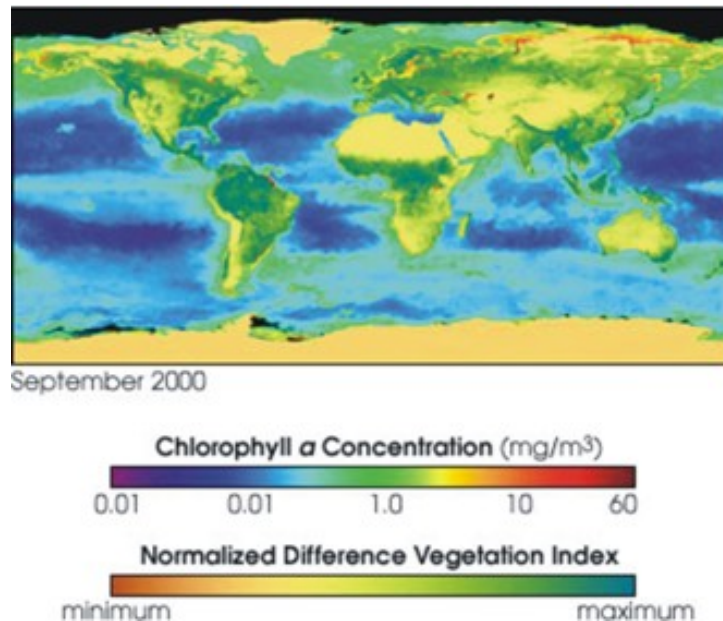 September 2000
Chlorophyll a Concentration (mg/m³)
0.01 0.01 1.0 10 60
Normalized Difference Vegetation Index
minimum maximum